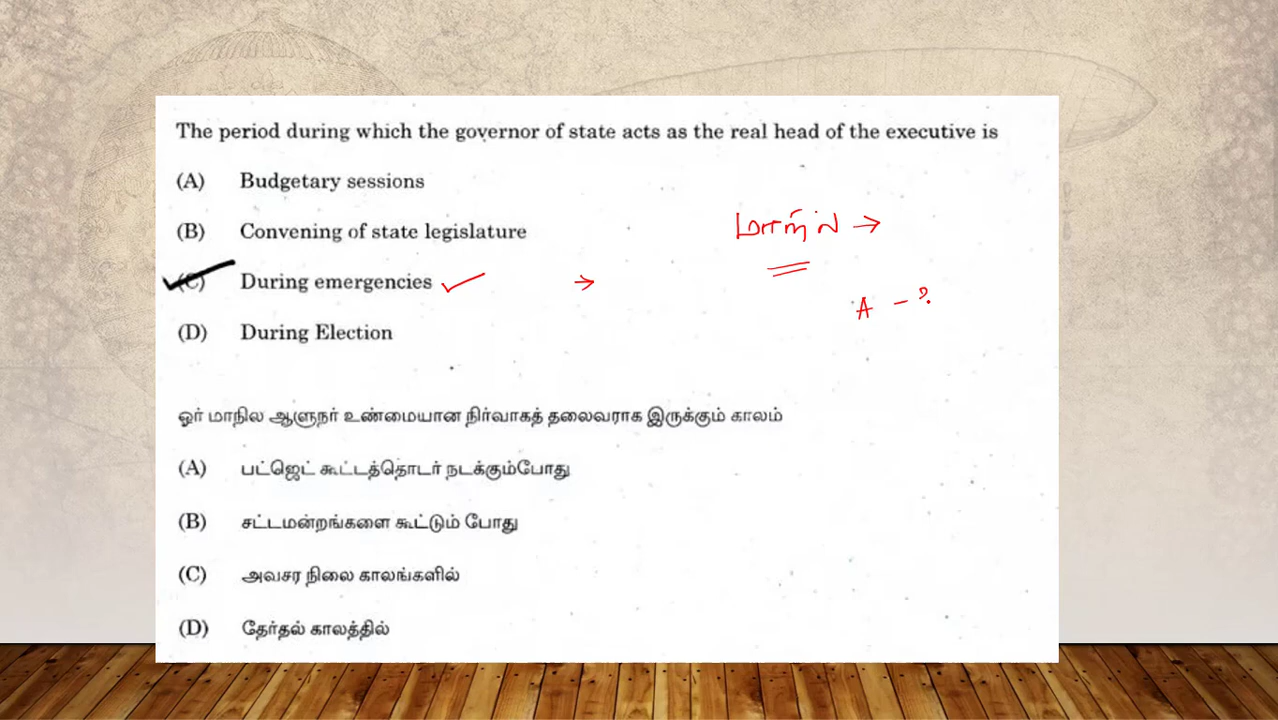 The period during which the governor of state acts as the real head of the executive is
(A) Budgetary sessions
(B) Convening of state legislature
மாநில →
(C) During emergencies ✓ →
A - ?
(D) During Election
ஓர் மாநில ஆளுநர் உண்மையான நிர்வாகத் தலைவராக இருக்கும் காலம்
(A) பட்ஜெட் கூட்டத்தொடர் நடக்கும்போது
(B) சட்டமன்றங்களை கூட்டும் போது
(C) அவசர நிலை காலங்களில்
(D) தேர்தல் காலத்தில்